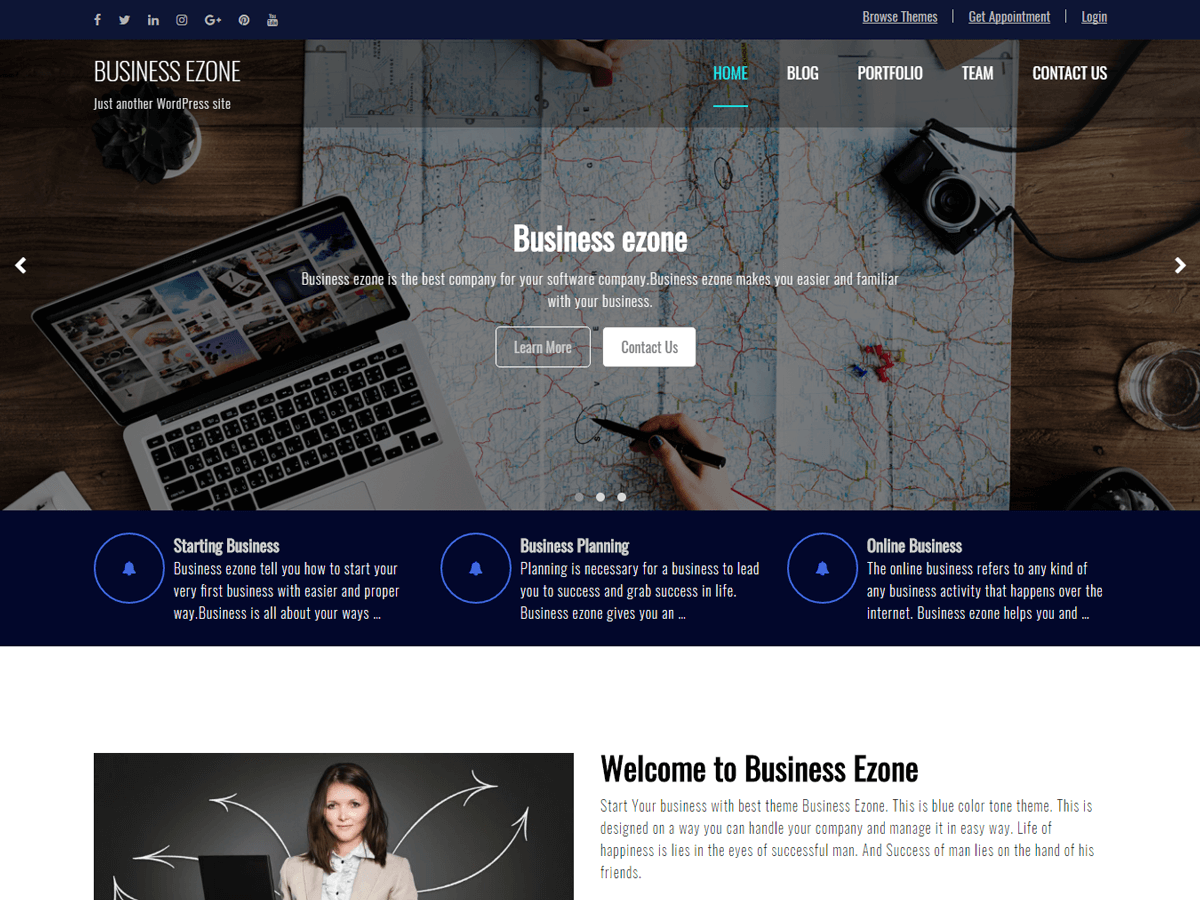 Browse Themes | Get Appointment | Login
BUSINESS EZONE
Just another WordPress site
HOME BLOG PORTFOLIO TEAM CONTACT US
Business ezone
Business ezone is the best company for your software company.Business ezone makes you easier and familiar
with your business.
Learn More Contact Us
Starting Business
Business ezone tell you how to start your
very first business with easier and proper
way.Business is all about your ways ...
Business Planning
Planning is necessary for a business to lead
you to success and grab success in life.
Business ezone gives you an ...
Online Business
The online business refers to any kind of
any business activity that happens over the
internet. Business ezone helps you and ...
Welcome to Business Ezone
Start Your business with best theme Business Ezone. This is blue color tone theme. This is
designed on a way you can handle your company and manage it in easy way. Life of
happiness is lies in the eyes of successful man. And Success of man lies on the hand of his
friends.